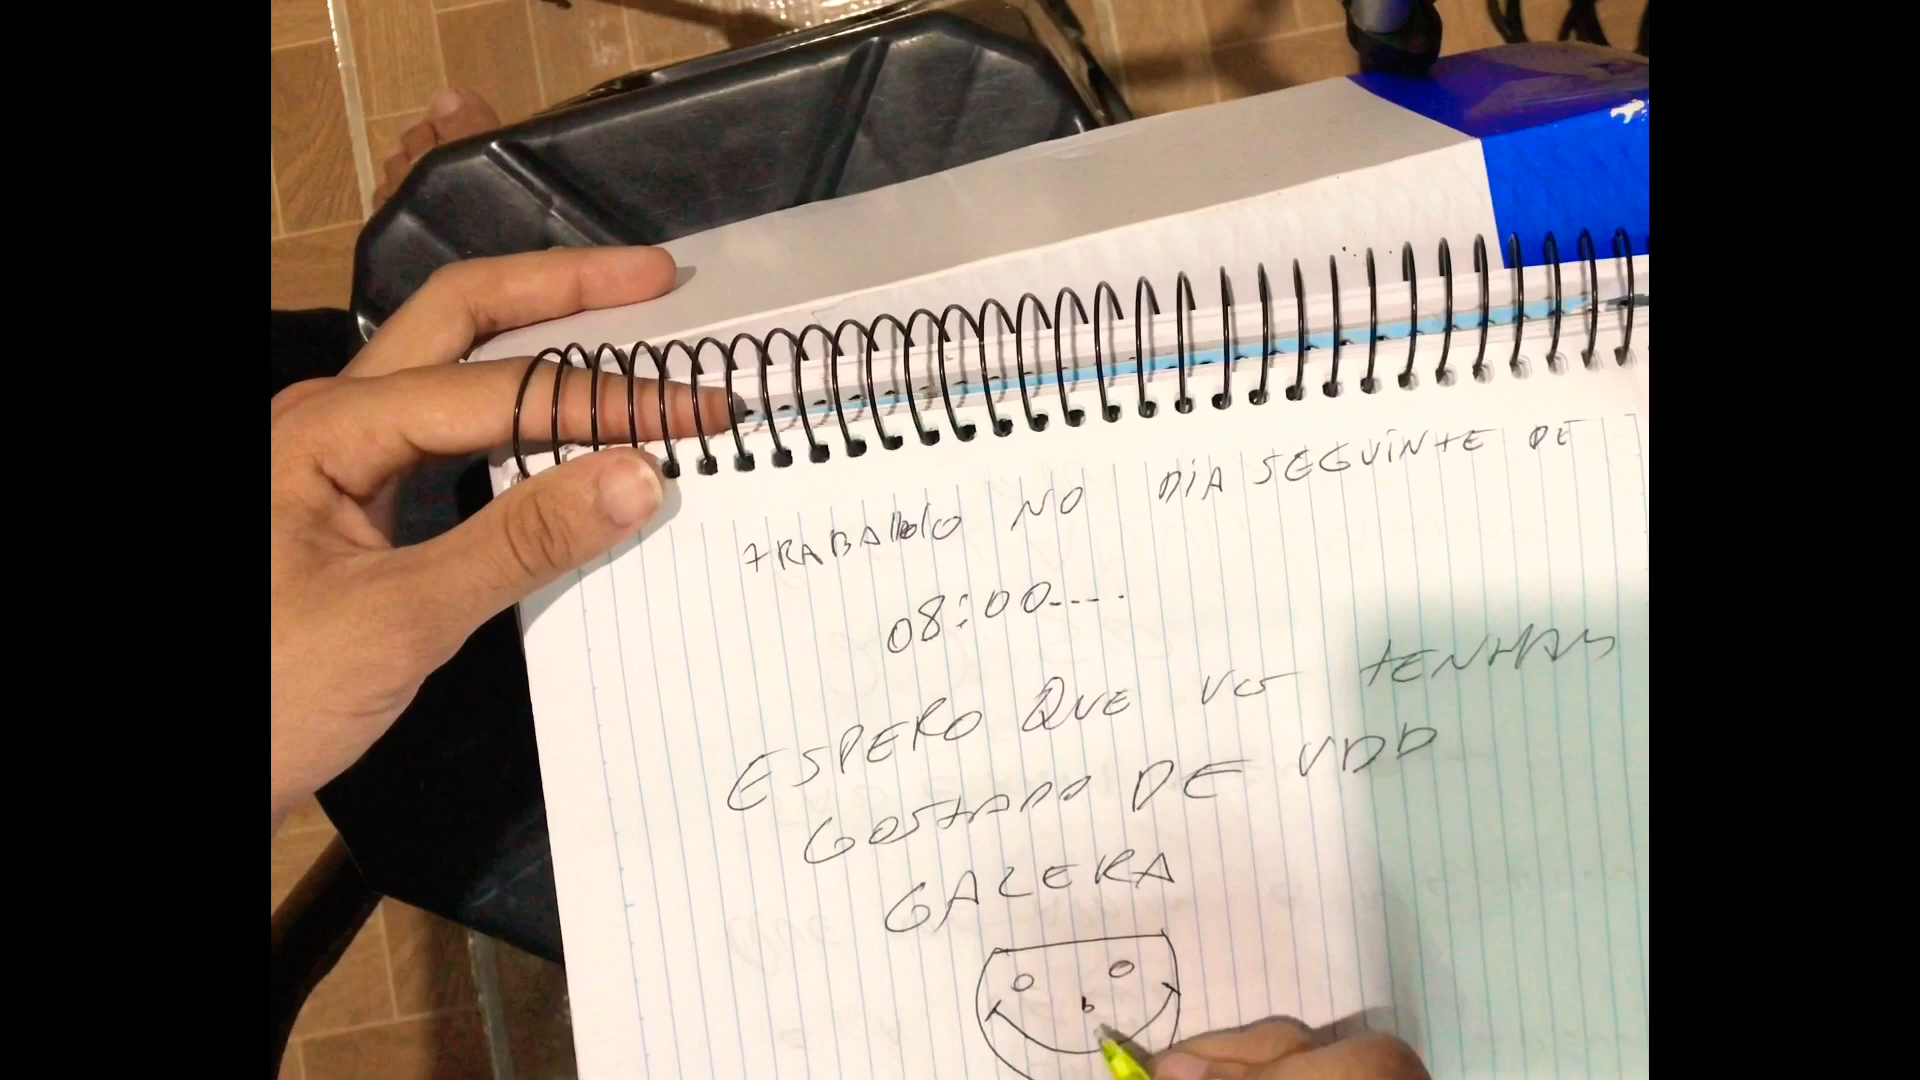 TRABALHO NO DIA SEGUINTE DE
08:00....
ESPERO QUE VCS TENHAM
GOSTADO DE VDD
GALERA